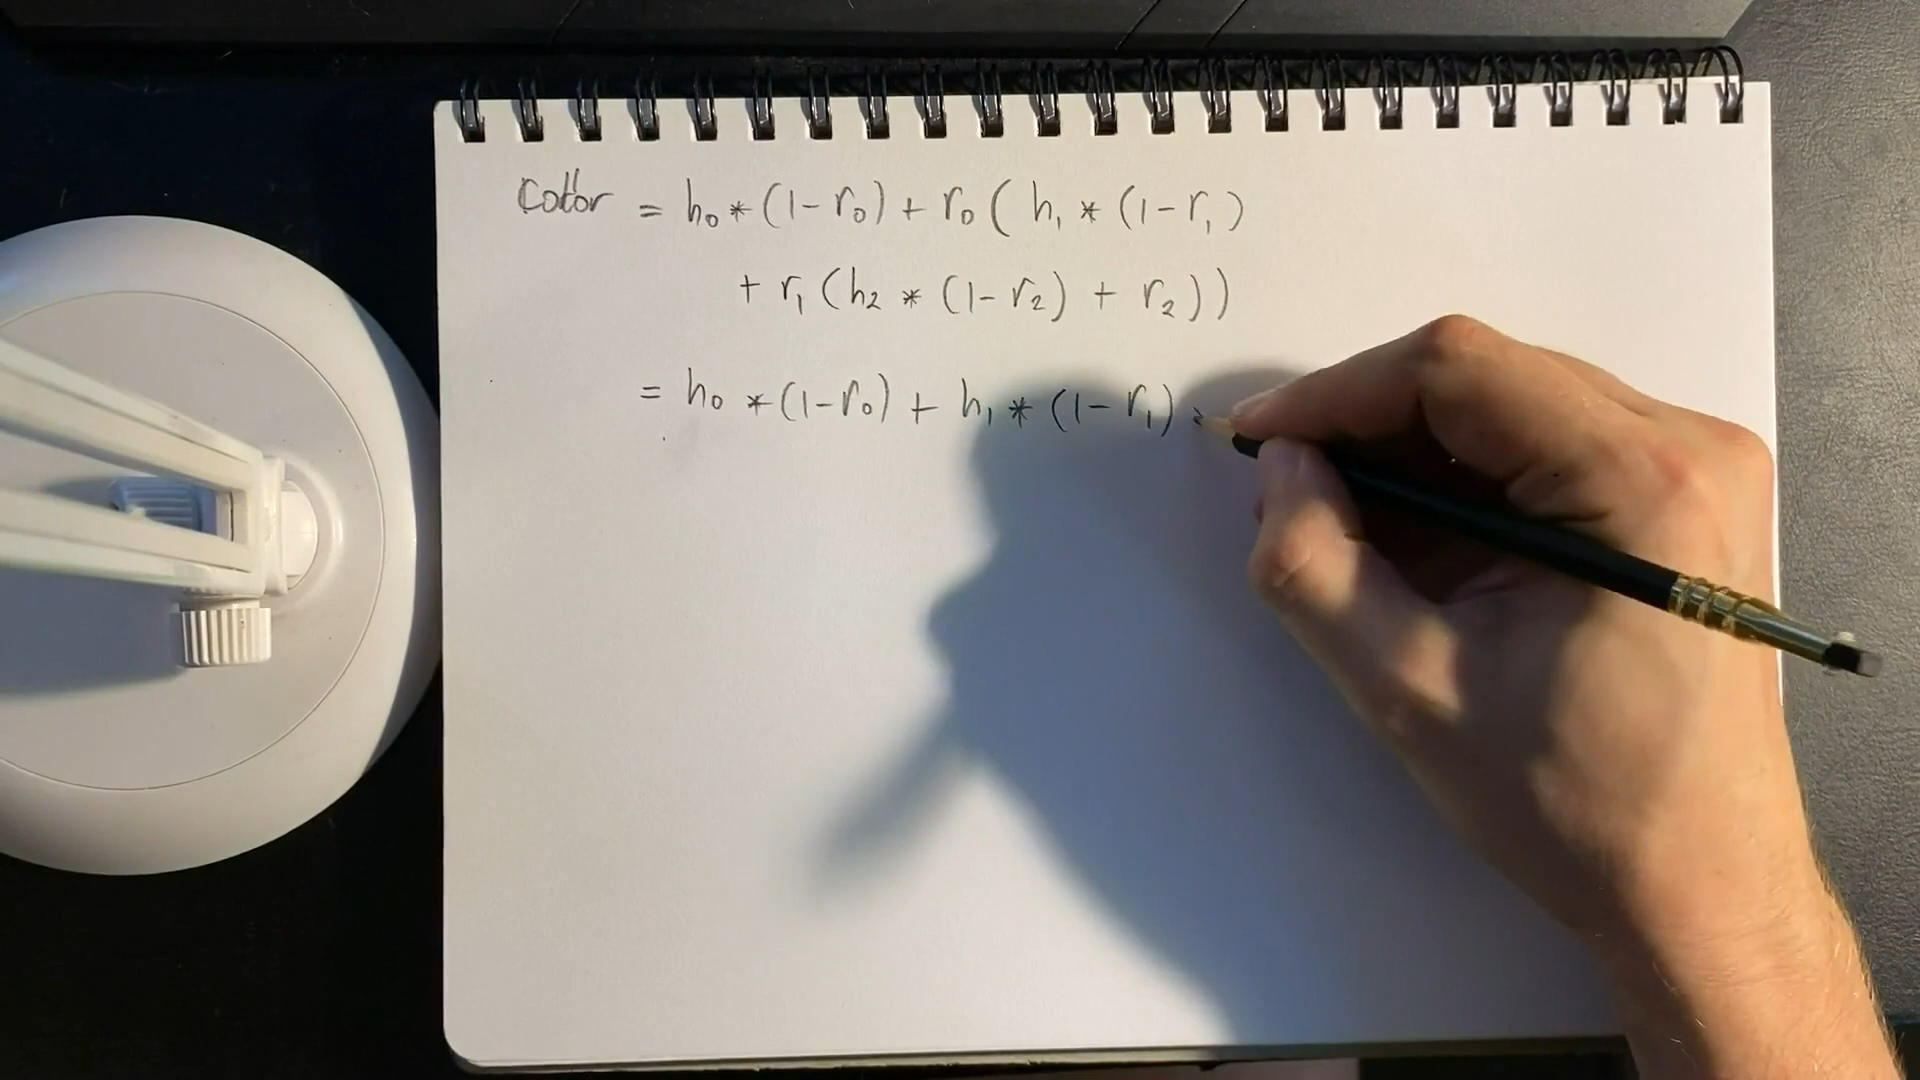 Color = h₀ * (1 - r₀) + r₀ ( h₁ * (1 - r₁)
+ r₁ (h₂ * (1 - r₂) + r₂))
= h₀ * (1 - r₀) + h₁ * (1 - r₁)